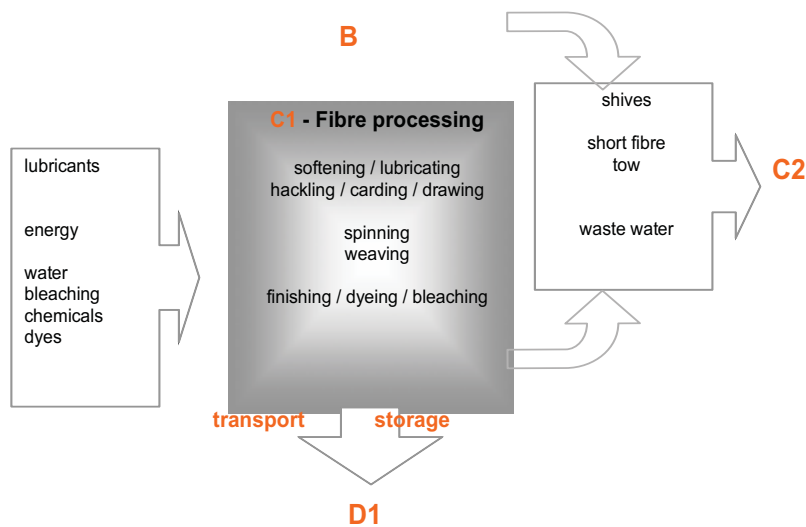 B
C1 - Fibre processing
softening / lubricating
hackling / carding / drawing
spinning
weaving
finishing / dyeing / bleaching
lubricants
energy
water
bleaching
chemicals
dyes
shives
short fibre
tow
waste water
C2
transport storage
D1